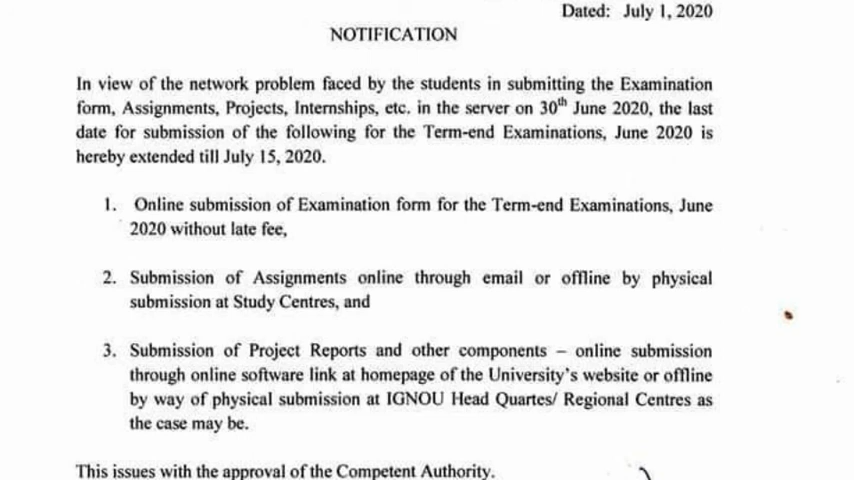 Dated: July 1, 2020
NOTIFICATION
In view of the network problem faced by the students in submitting the Examination
form, Assignments, Projects, Internships, etc. in the server on 30th June 2020, the last
date for submission of the following for the Term-end Examinations, June 2020 is
hereby extended till July 15, 2020.
1. Online submission of Examination form for the Term-end Examinations, June
2020 without late fee,
2. Submission of Assignments online through email or offline by physical
submission at Study Centres, and
3. Submission of Project Reports and other components – online submission
through online software link at homepage of the University's website or offline
by way of physical submission at IGNOU Head Quartes/ Regional Centres as
the case may be.
This issues with the approval of the Competent Authority.